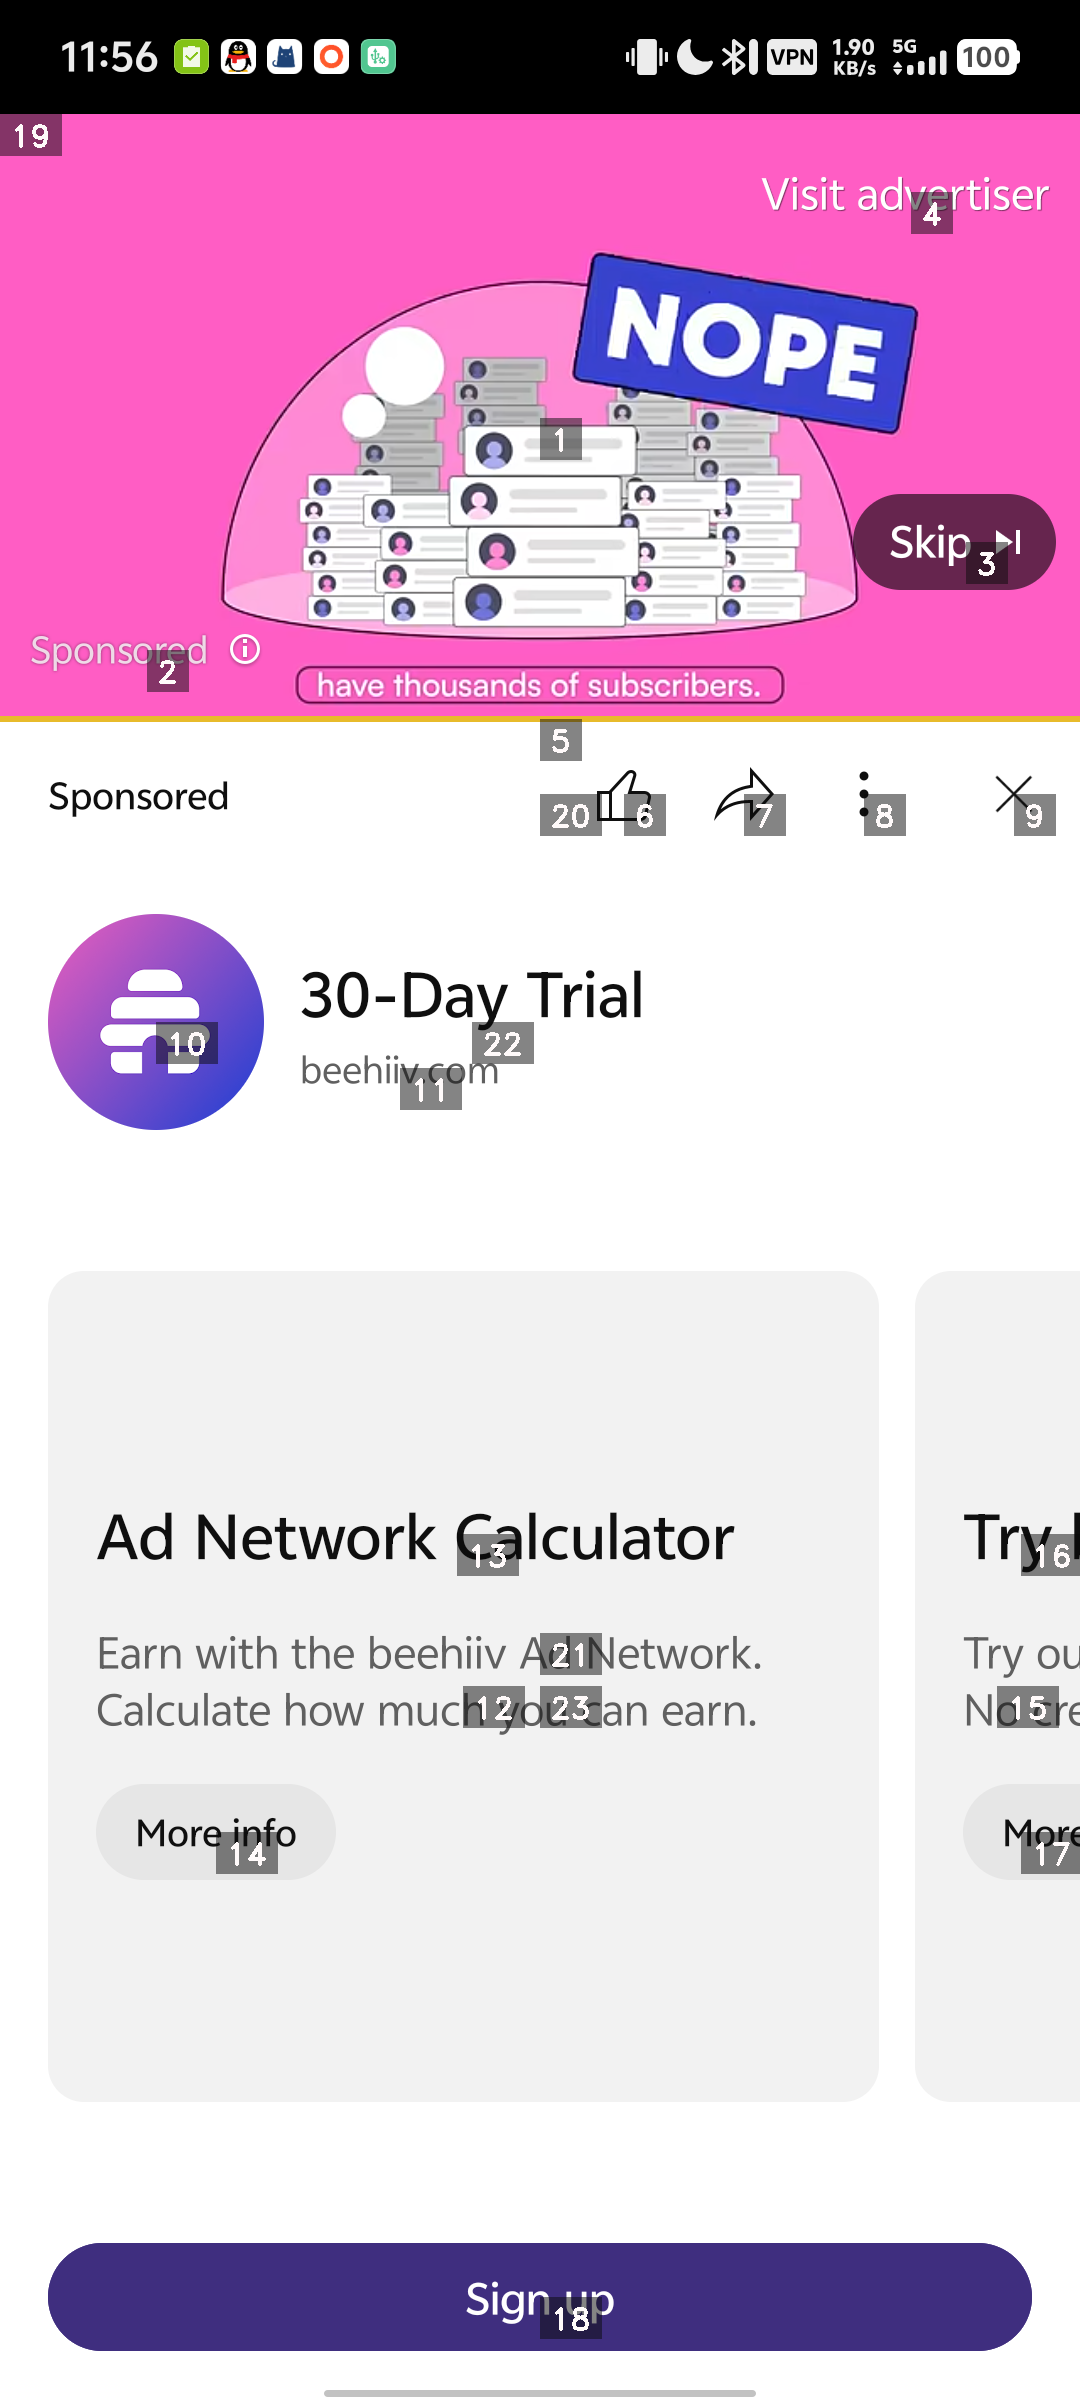 11:56
VPN
1.90
KB/s
5G
100
19
Visit advertiser
4
NOPE
1
Skip
3
Sponsored
2
have thousands of subscribers.
5
Sponsored
20
6
7
8
9
10
30-Day Trial
22
beehiiv.com
11
Ad Network Calculator
13
Try
16
Earn with the beehiiv Ad Network.
21
Try ou
Calculate how much you can earn.
12
23
No cre
15
More info
14
More
17
Sign up
18